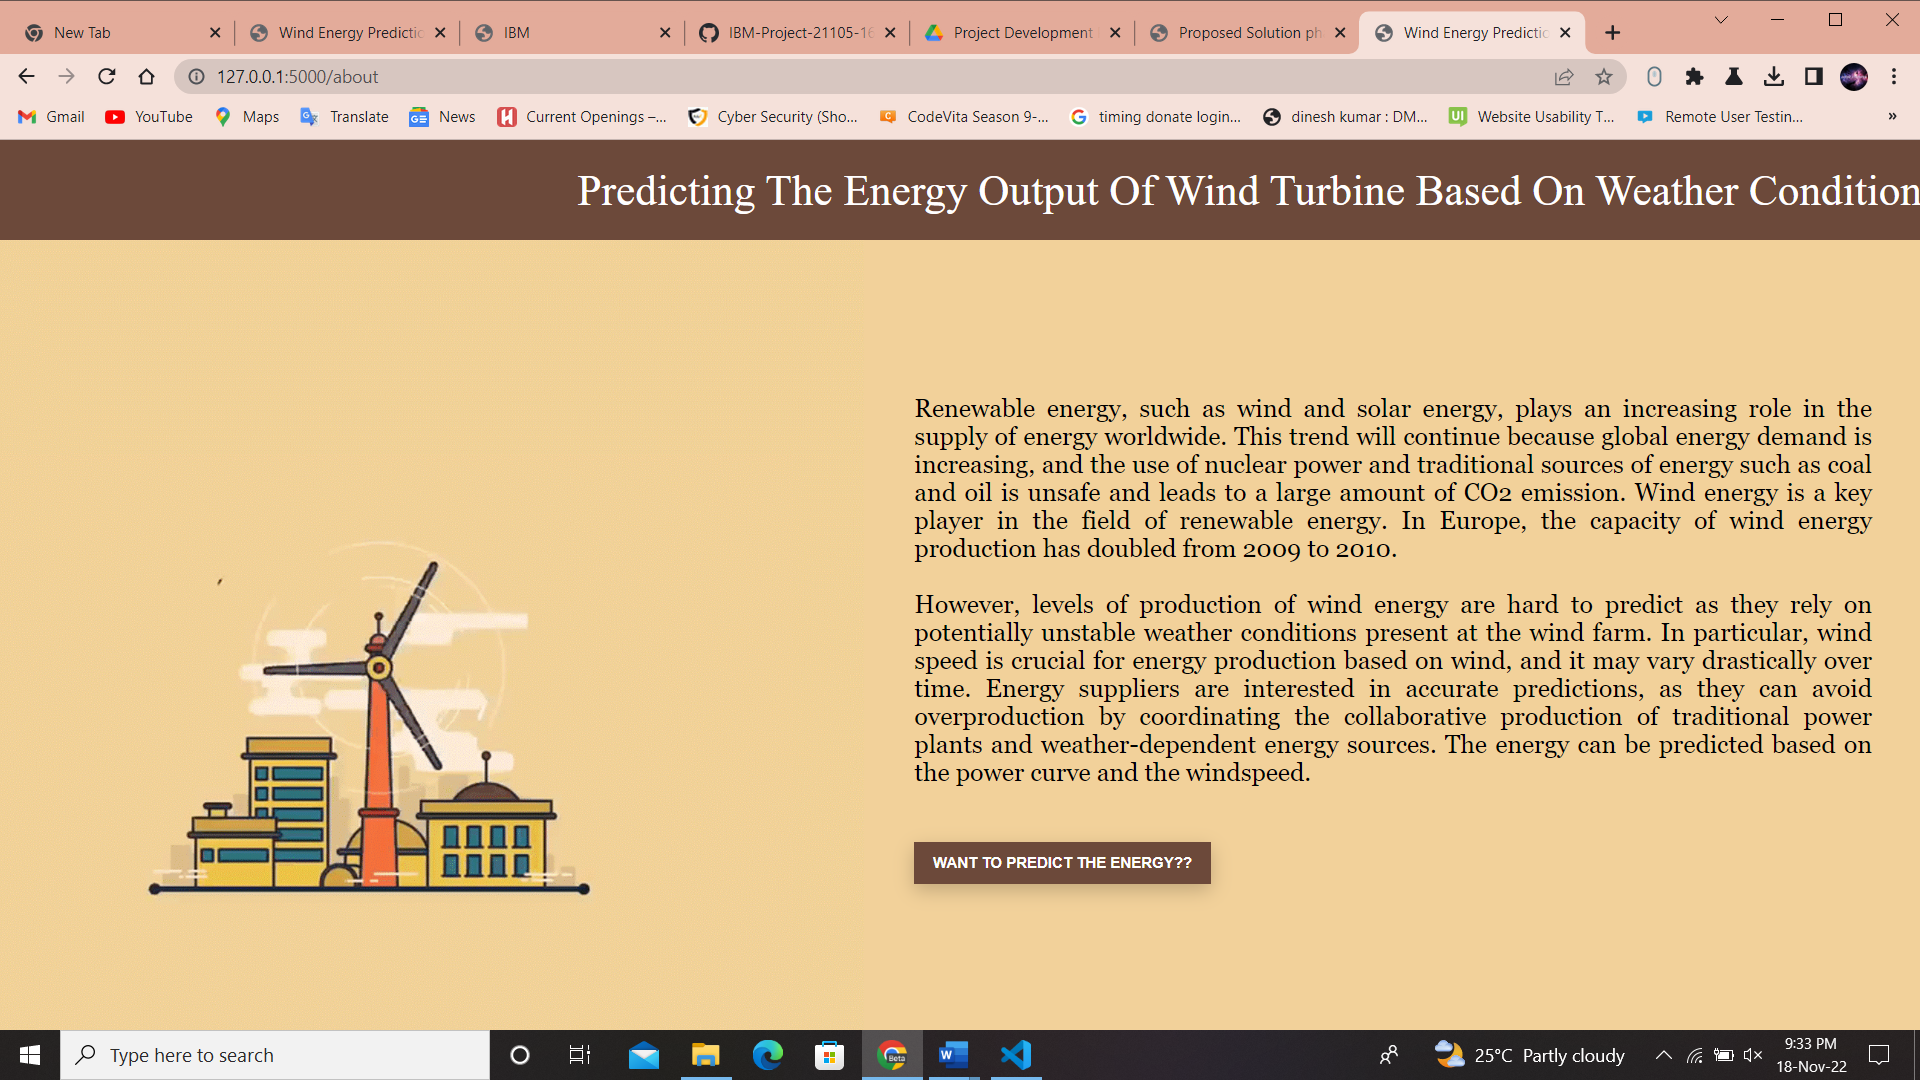 New Tab
Wind Energy Predictic
IBM
IBM-Project-21105-16
Project Development
Proposed Solution ph
Wind Energy Predictic
127.0.0.1:5000/about
Gmail
YouTube
Maps
Translate
News
Current Openings –...
Cyber Security (Sho...
CodeVita Season 9-...
timing donate login...
dinesh kumar : DM...
Website Usability T...
Remote User Testin...
»
Predicting The Energy Output Of Wind Turbine Based On Weather Condition
Renewable energy, such as wind and solar energy, plays an increasing role in the
supply of energy worldwide. This trend will continue because global energy demand is
increasing, and the use of nuclear power and traditional sources of energy such as coal
and oil is unsafe and leads to a large amount of CO2 emission. Wind energy is a key
player in the field of renewable energy. In Europe, the capacity of wind energy
production has doubled from 2009 to 2010.
However, levels of production of wind energy are hard to predict as they rely on
potentially unstable weather conditions present at the wind farm. In particular, wind
speed is crucial for energy production based on wind, and it may vary drastically over
time. Energy suppliers are interested in accurate predictions, as they can avoid
overproduction by coordinating the collaborative production of traditional power
plants and weather-dependent energy sources. The energy can be predicted based on
the power curve and the windspeed.
WANT TO PREDICT THE ENERGY??
Type here to search
Beta
25°C Partly cloudy
9:33 PM
18-Nov-22